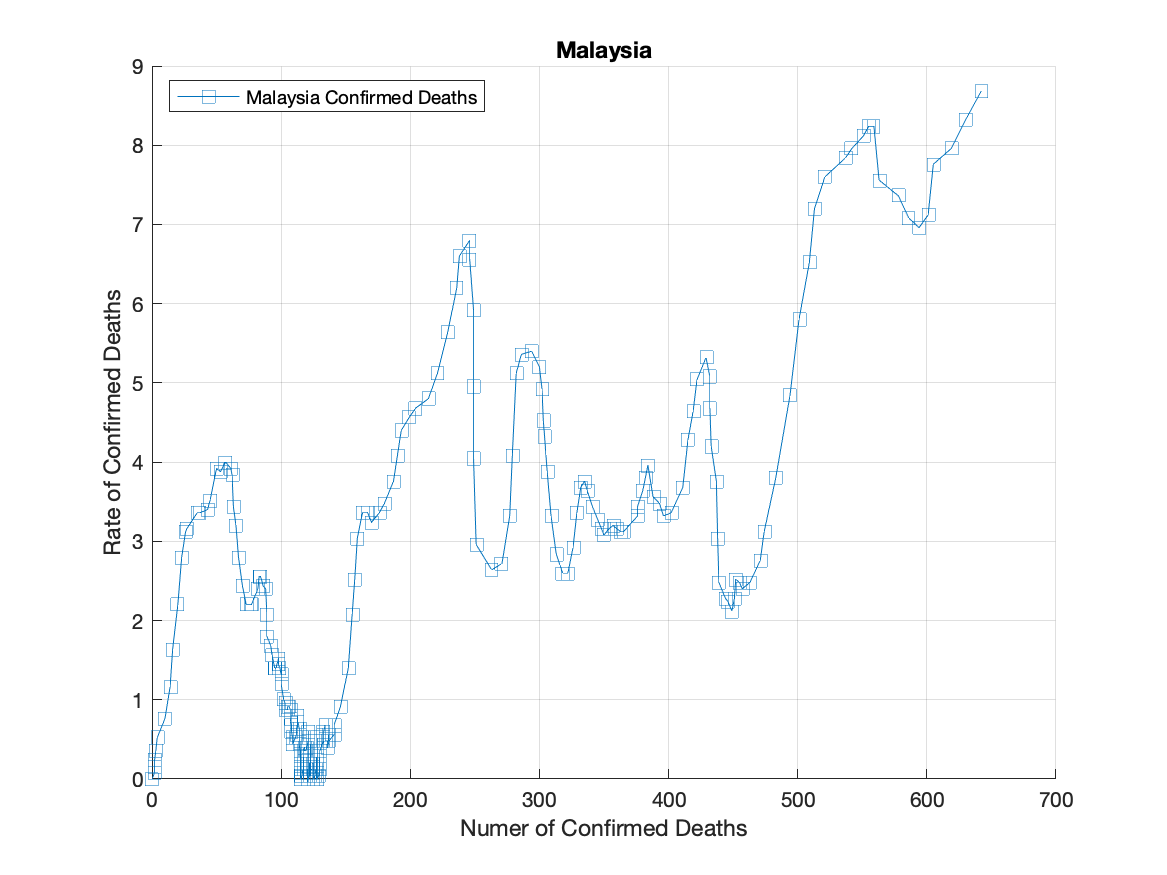 Malaysia
Malaysia Confirmed Deaths
9
8
7
6
5
4
3
2
1
0
Rate of Confirmed Deaths
0 100 200 300 400 500 600 700
Numer of Confirmed Deaths